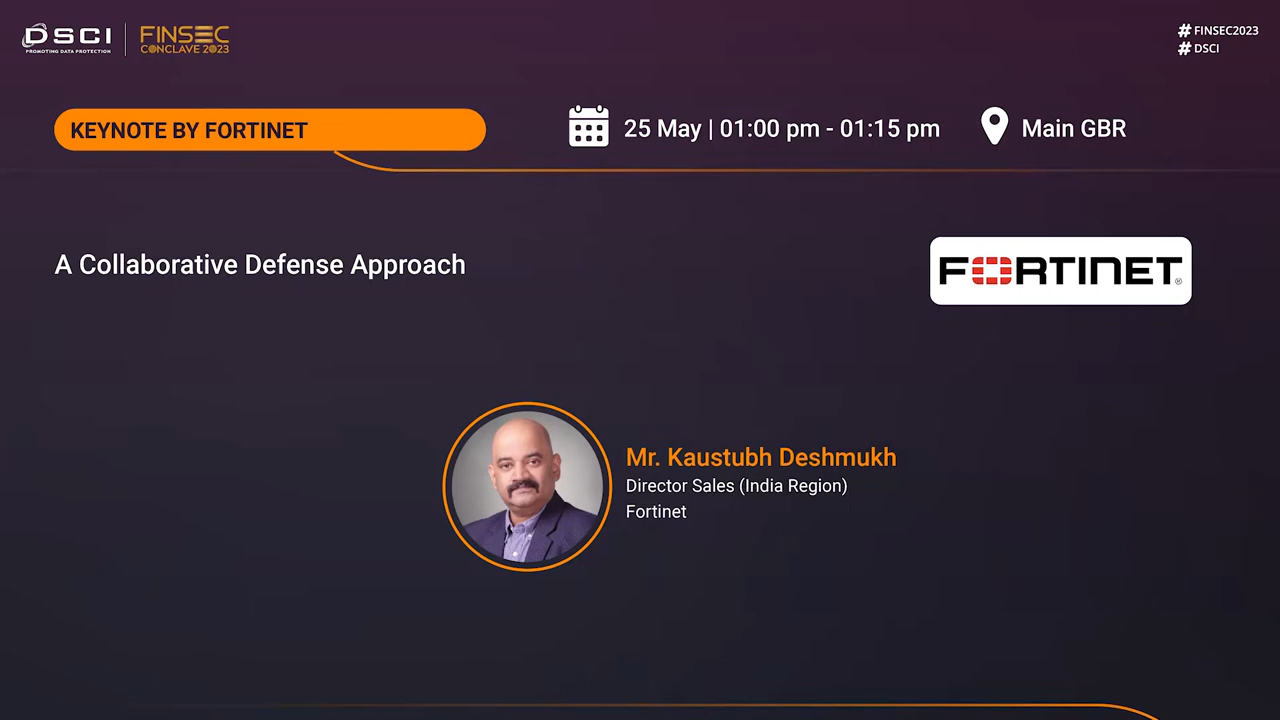 DSCI
PROMOTING DATA PROTECTION
FINSEC
CONCLAVE 2023
#FINSEC2023
#DSCI
KEYNOTE BY FORTINET
25 May | 01:00 pm - 01:15 pm
Main GBR
A Collaborative Defense Approach
FORTINET®
Mr. Kaustubh Deshmukh
Director Sales (India Region)
Fortinet